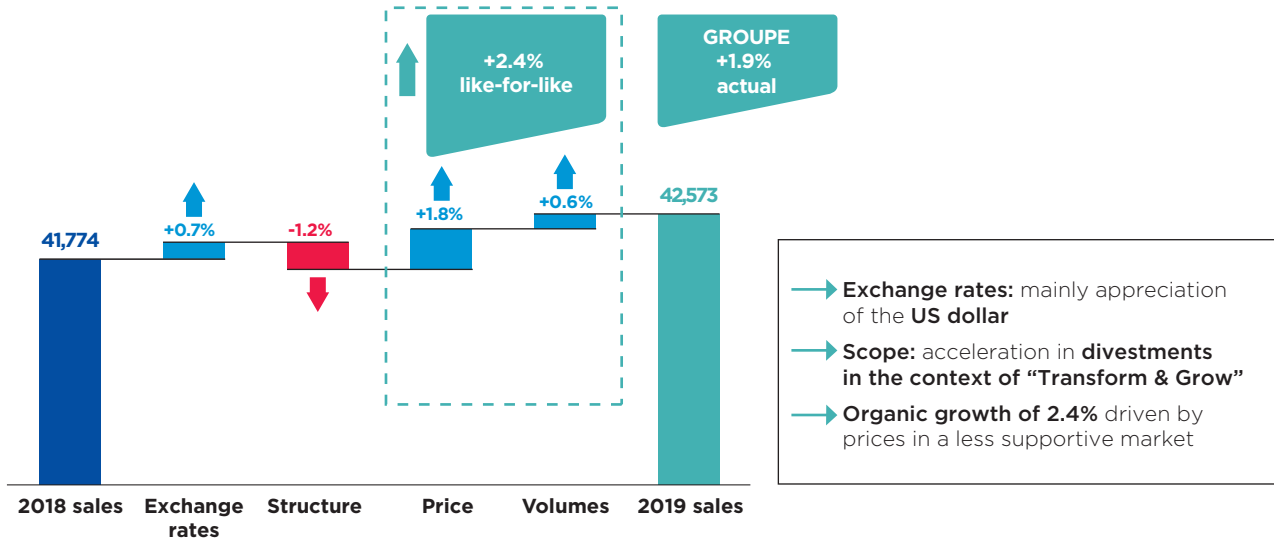 +2.4%
like-for-like
GROUPE
+1.9%
actual
41,774
+0.7%
-1.2%
+1.8%
+0.6%
42,573
2018 sales
Exchange
rates
Structure
Price
Volumes
2019 sales
Exchange rates: mainly appreciation
of the US dollar
Scope: acceleration in divestments
in the context of “Transform & Grow”
Organic growth of 2.4% driven by
prices in a less supportive market